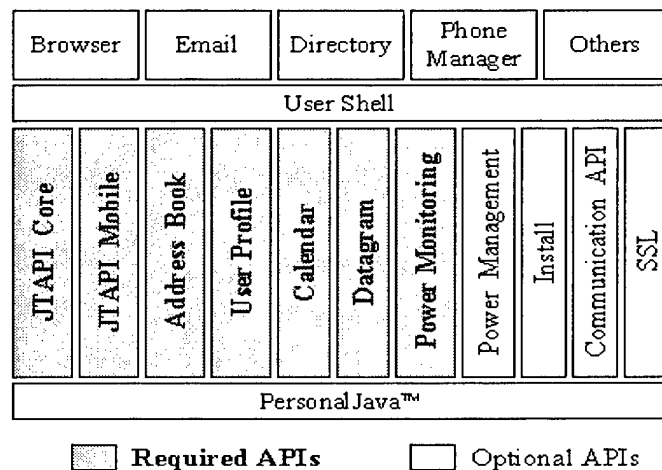 Browser
Email
Directory
Phone
Manager
Others
User Shell
JTAPI Core
JTAPI Mobile
Address Book
User Profile
Calendar
Datagram
Power Monitoring
Power Management
Install
Communication API
SSL
PersonalJava™
Required APIs
Optional APIs